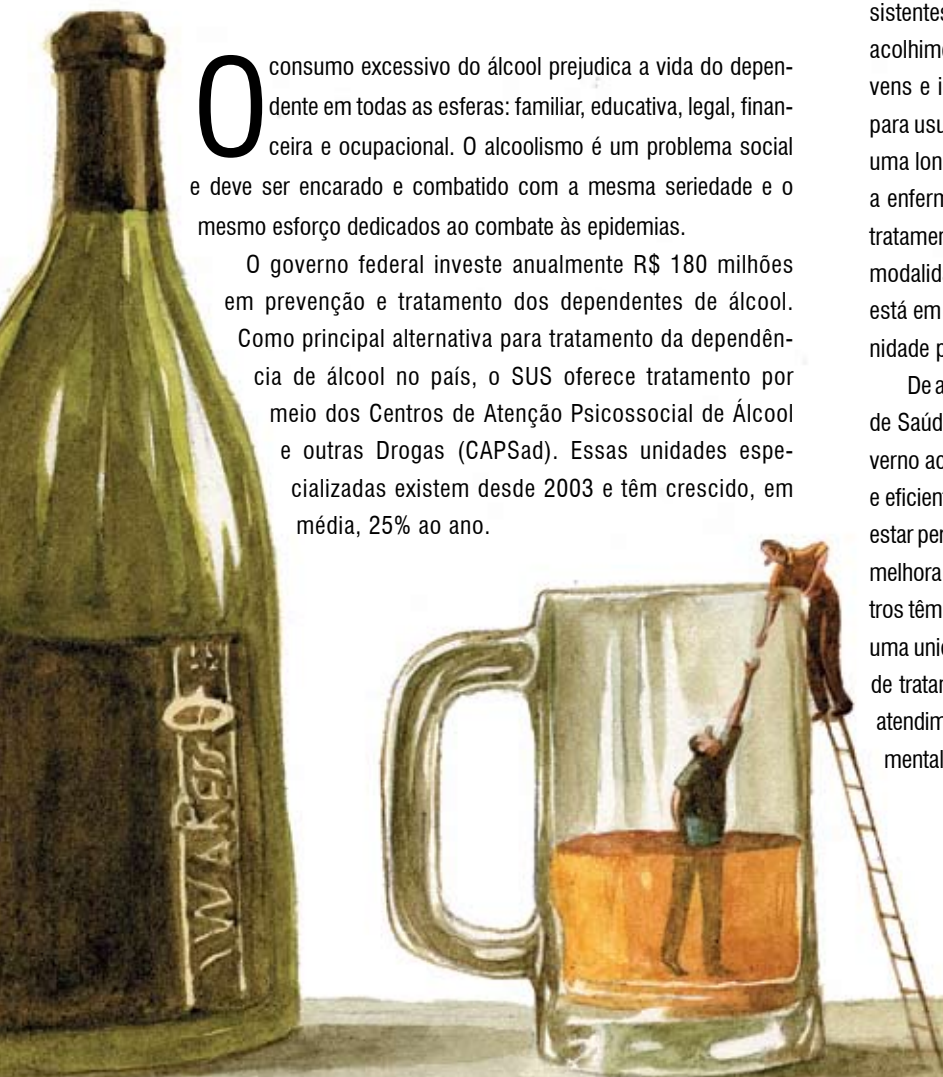 O consumo excessivo do álcool prejudica a vida do depen-
dente em todas as esferas: familiar, educativa, legal, finan-
ceira e ocupacional. O alcoolismo é um problema social
e deve ser encarado e combatido com a mesma seriedade e o
mesmo esforço dedicados ao combate às epidemias.
O governo federal investe anualmente R$ 180 milhões
em prevenção e tratamento dos dependentes de álcool.
Como principal alternativa para tratamento da dependên-
cia de álcool no país, o SUS oferece tratamento por
meio dos Centros de Atenção Psicossocial de Álcool
e outras Drogas (CAPSad). Essas unidades espe-
cializadas existem desde 2003 e têm crescido, em
média, 25% ao ano.
sistentes
acolhime
vens e i
para usu
uma lon
a enferm
tratamen
modalida
está em
nidade p
De a
de Saúd
verno ac
e eficien
estar per
melhora
tros têm
uma unid
de tratar
atendim
mental